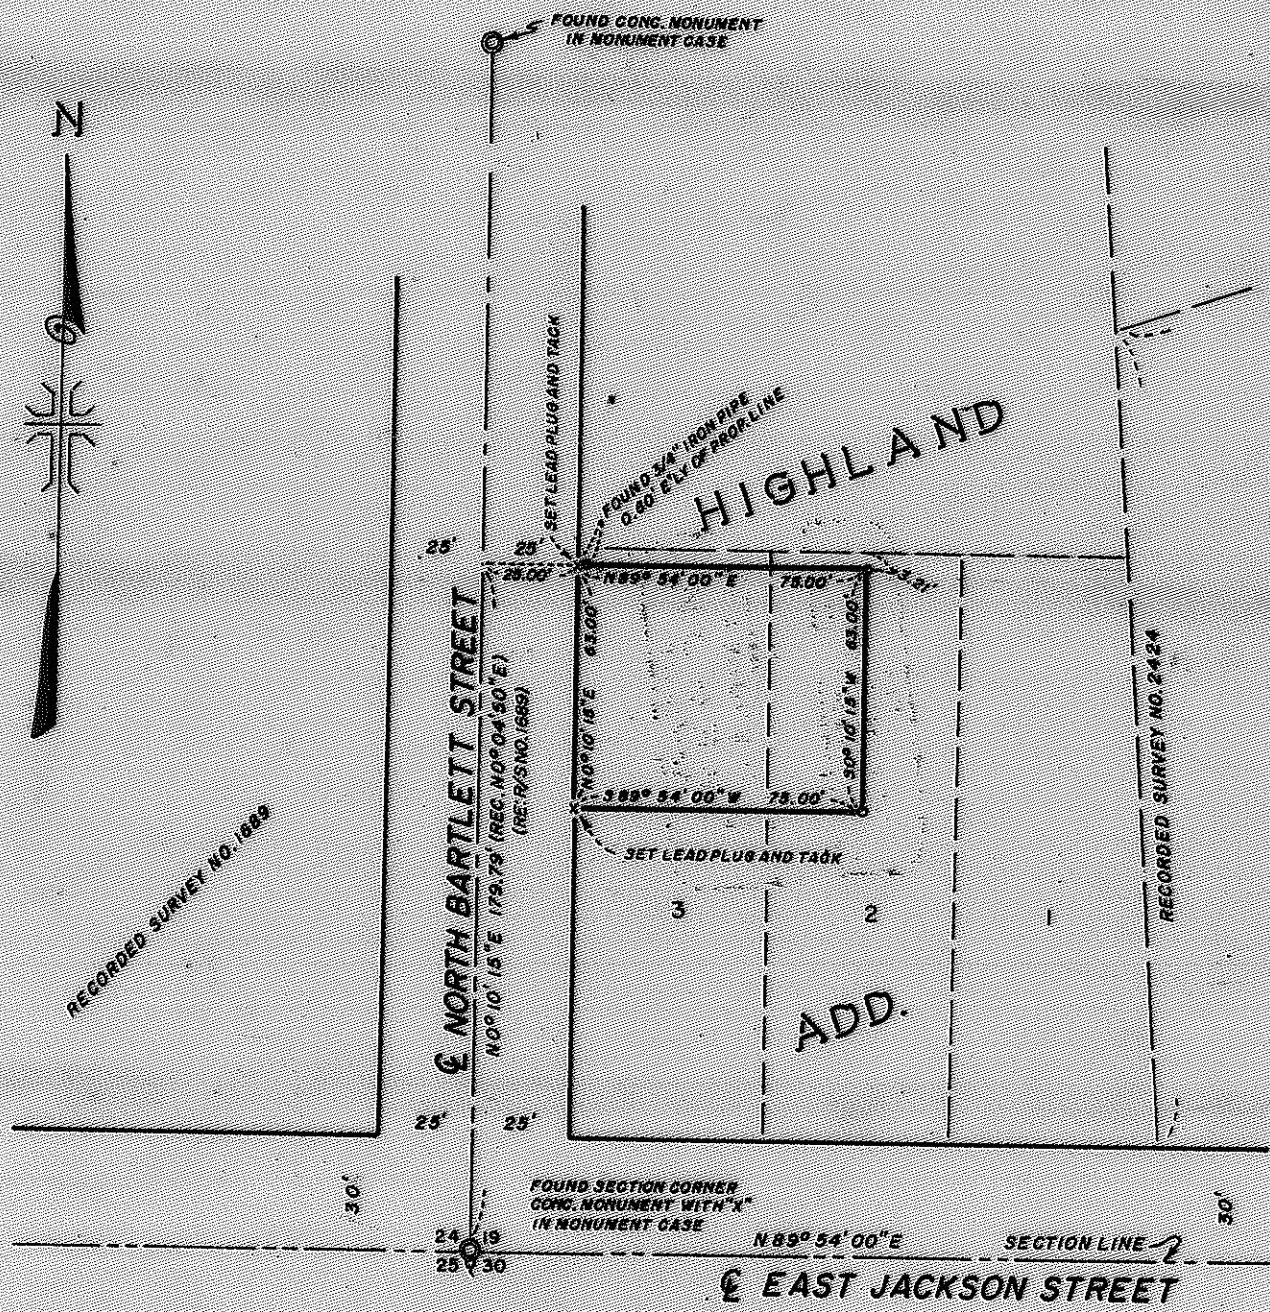 FOUND CONC. MONUMENT
IN MONUMENT CASE
N
SET LEAD PLUG AND TACK
FOUND 3/4" IRON PIPE
0.60' E'LY OF PROP. LINE
HIGHLAND
25'
25'
25.00'
N89° 54' 00" E
75.00'
3.21'
63.00'
63.00'
N0° 10' 15" E
S0° 10' 15" W
S 89° 54' 00" W
75.00'
SET LEAD PLUG AND TACK
℄ NORTH BARTLETT STREET
N0° 10' 15" E 179.79' (REC. N0° 04' 50" E)
(RE: R/S NO. 1689)
RECORDED SURVEY NO. 1689
RECORDED SURVEY NO. 2424
3
2
1
ADD.
25'
25'
30'
30'
FOUND SECTION CORNER
CONC. MONUMENT WITH "X"
IN MONUMENT CASE
24 19
25 30
N 89° 54' 00" E
SECTION LINE
℄ EAST JACKSON STREET